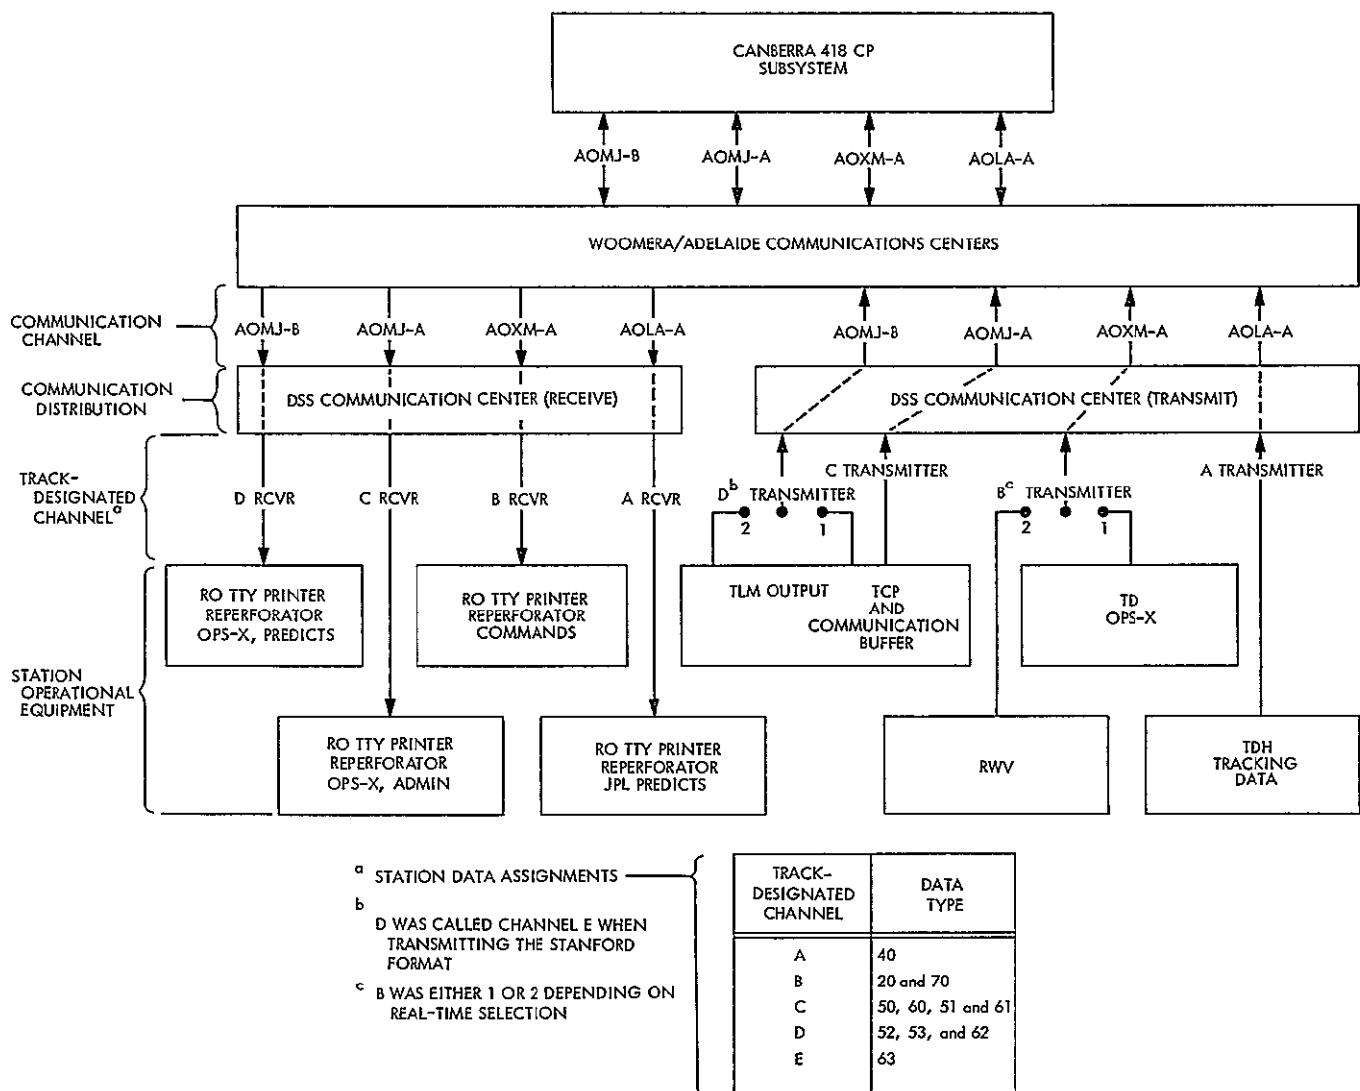 CANBERRA 418 CP
SUBSYSTEM
AOMJ-B
AOMJ-A
AOXM-A
AOLA-A
WOOMERA/ADELAIDE COMMUNICATIONS CENTERS
COMMUNICATION
CHANNEL
AOMJ-B
AOMJ-A
AOXM-A
AOLA-A
AOMJ-B
AOMJ-A
AOXM-A
AOLA-A
COMMUNICATION
DISTRIBUTION
DSS COMMUNICATION CENTER (RECEIVE)
DSS COMMUNICATION CENTER (TRANSMIT)
TRACK-
DESIGNATED
CHANNEL a
D RCVR
C RCVR
B RCVR
A RCVR
C TRANSMITTER
A TRANSMITTER
D b TRANSMITTER
2
1
B c TRANSMITTER
2
1
STATION
OPERATIONAL
EQUIPMENT
RO TTY PRINTER
REPERFORATOR
OPS-X, PREDICTS
RO TTY PRINTER
REPERFORATOR
COMMANDS
TLM OUTPUT
TCP
AND
COMMUNICATION
BUFFER
TD
OPS-X
RO TTY PRINTER
REPERFORATOR
OPS-X, ADMIN
RO TTY PRINTER
REPERFORATOR
JPL PREDICTS
RWV
TDH
TRACKING
DATA
a STATION DATA ASSIGNMENTS
b
D WAS CALLED CHANNEL E WHEN
TRANSMITTING THE STANFORD
FORMAT
c B WAS EITHER 1 OR 2 DEPENDING ON
REAL-TIME SELECTION
TRACK-
DESIGNATED
CHANNEL
DATA
TYPE
A 40
B 20 and 70
C 50, 60, 51 and 61
D 52, 53, and 62
E 63